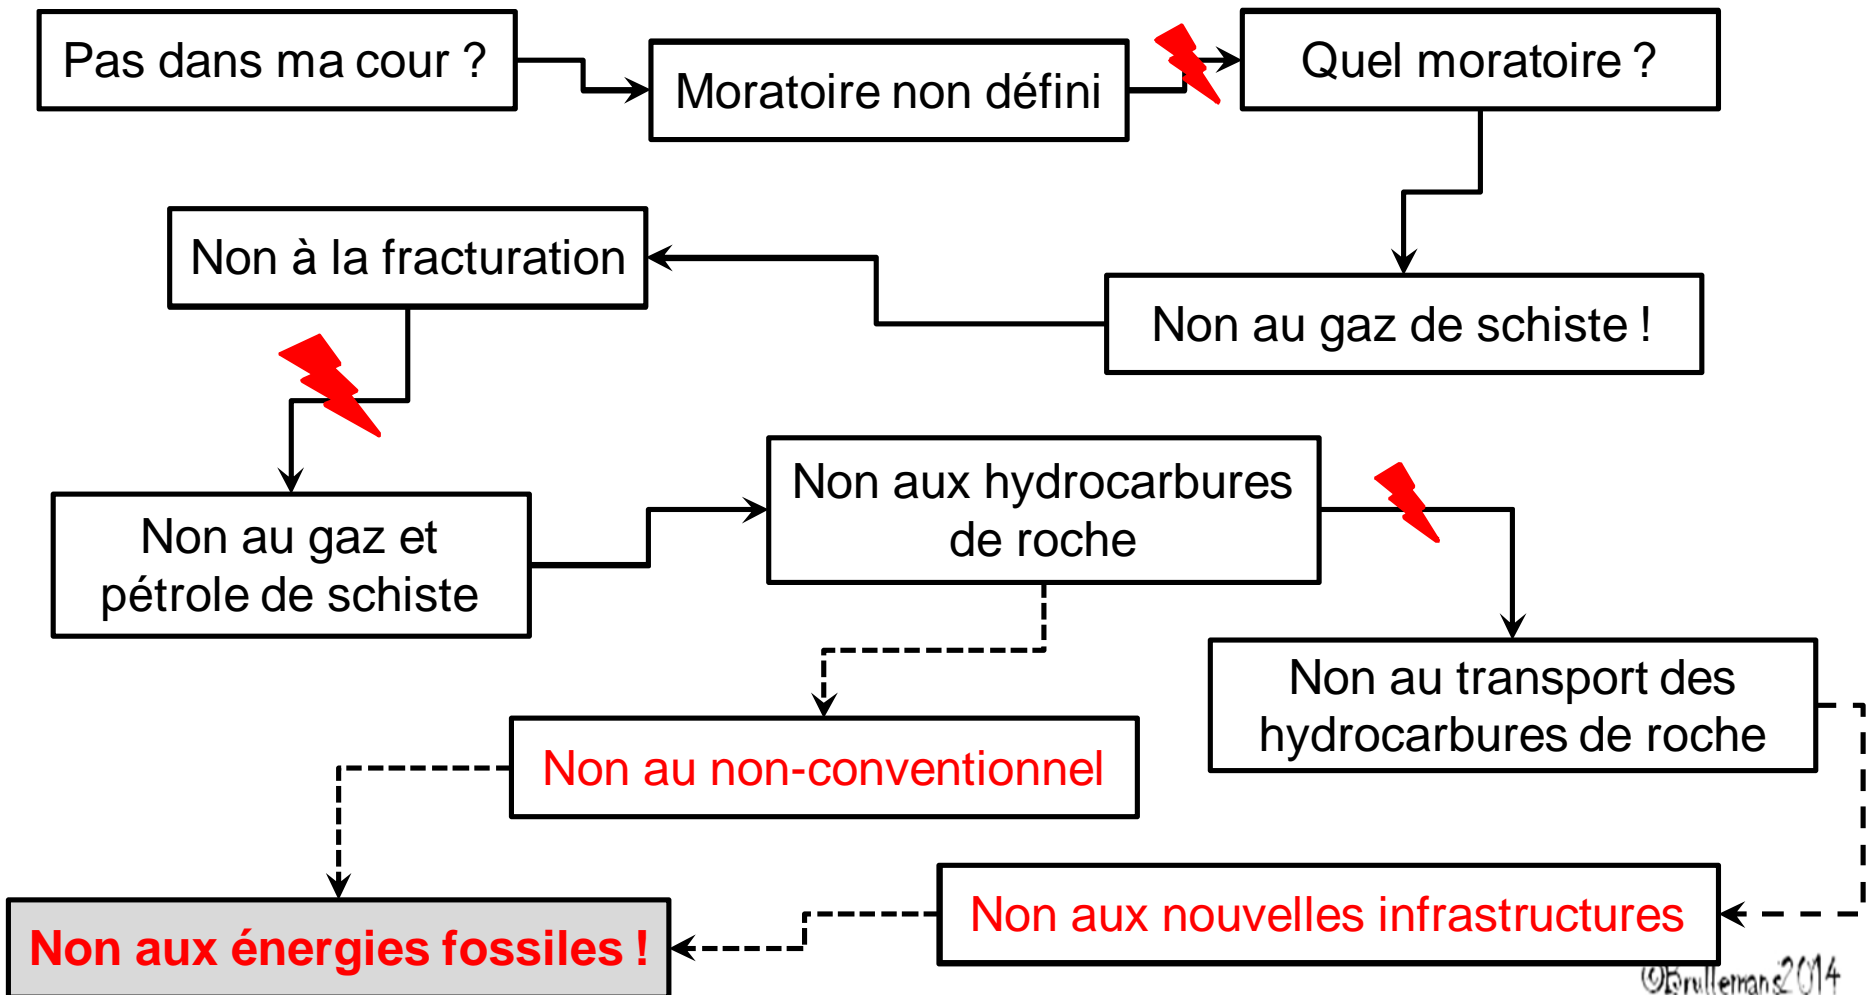 Pas dans ma cour ?
Moratoire non défini
Quel moratoire ?
Non à la fracturation
Non au gaz de schiste !
Non au gaz et
pétrole de schiste
Non aux hydrocarbures
de roche
Non au transport des
hydrocarbures de roche
Non au non-conventionnel
Non aux énergies fossiles !
Non aux nouvelles infrastructures
©Brullemans2014